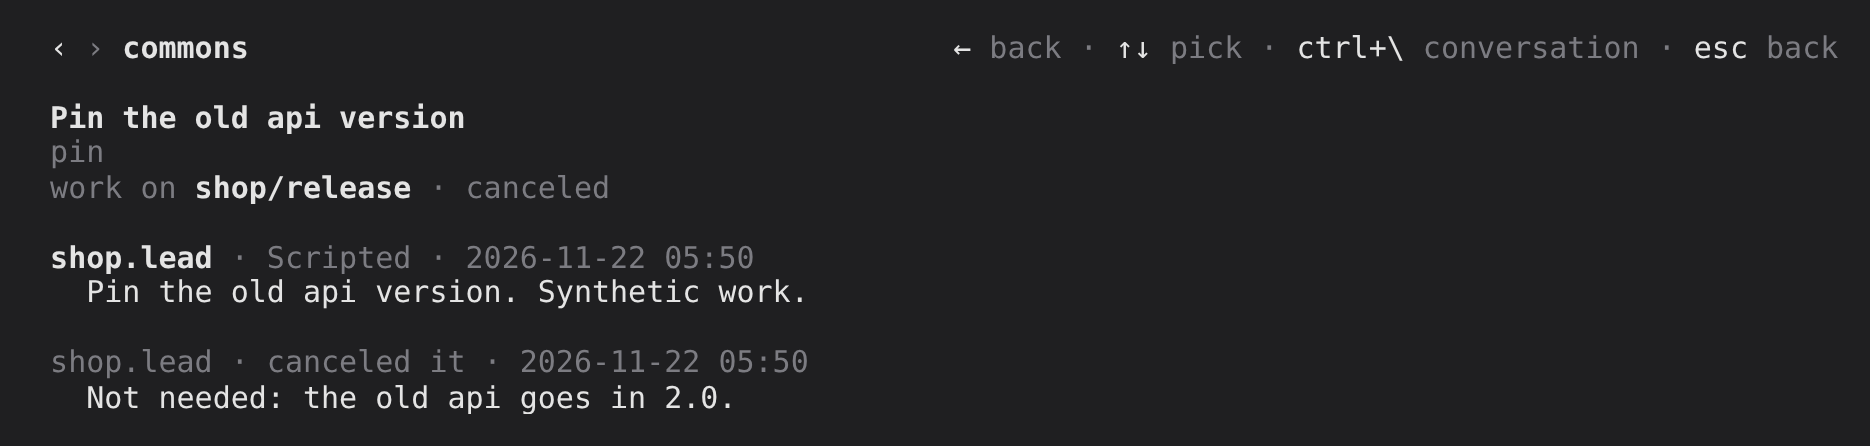 ‹ › commons ← back · ↑↓ pick · ctrl+\ conversation · esc back
Pin the old api version
pin
work on shop/release · canceled
shop.lead · Scripted · 2026-11-22 05:50
Pin the old api version. Synthetic work.
shop.lead · canceled it · 2026-11-22 05:50
Not needed: the old api goes in 2.0.